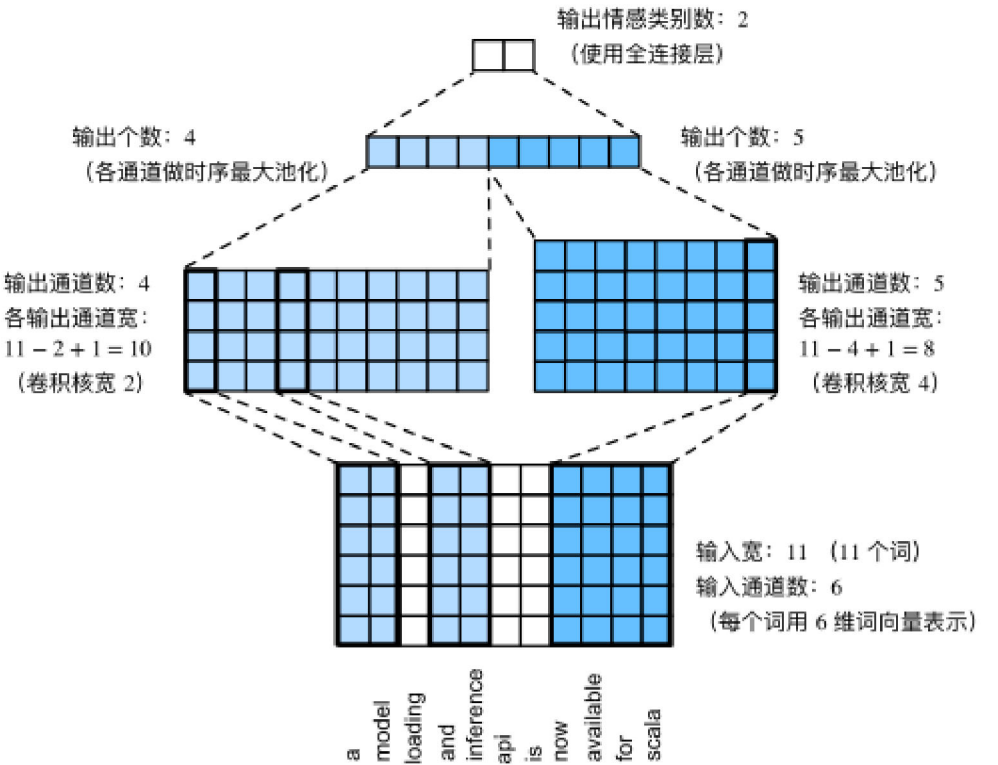 输出情感类别数：2
（使用全连接层）
输出个数：4
（各通道做时序最大池化）
输出个数：5
（各通道做时序最大池化）
输出通道数：4
各输出通道宽：
11 − 2 + 1 = 10
（卷积核宽 2）
输出通道数：5
各输出通道宽：
11 − 4 + 1 = 8
（卷积核宽 4）
输入宽：11 （11 个词）
输入通道数：6
（每个词用 6 维词向量表示）
a
model
loading
and
inference
api
is
now
available
for
scala